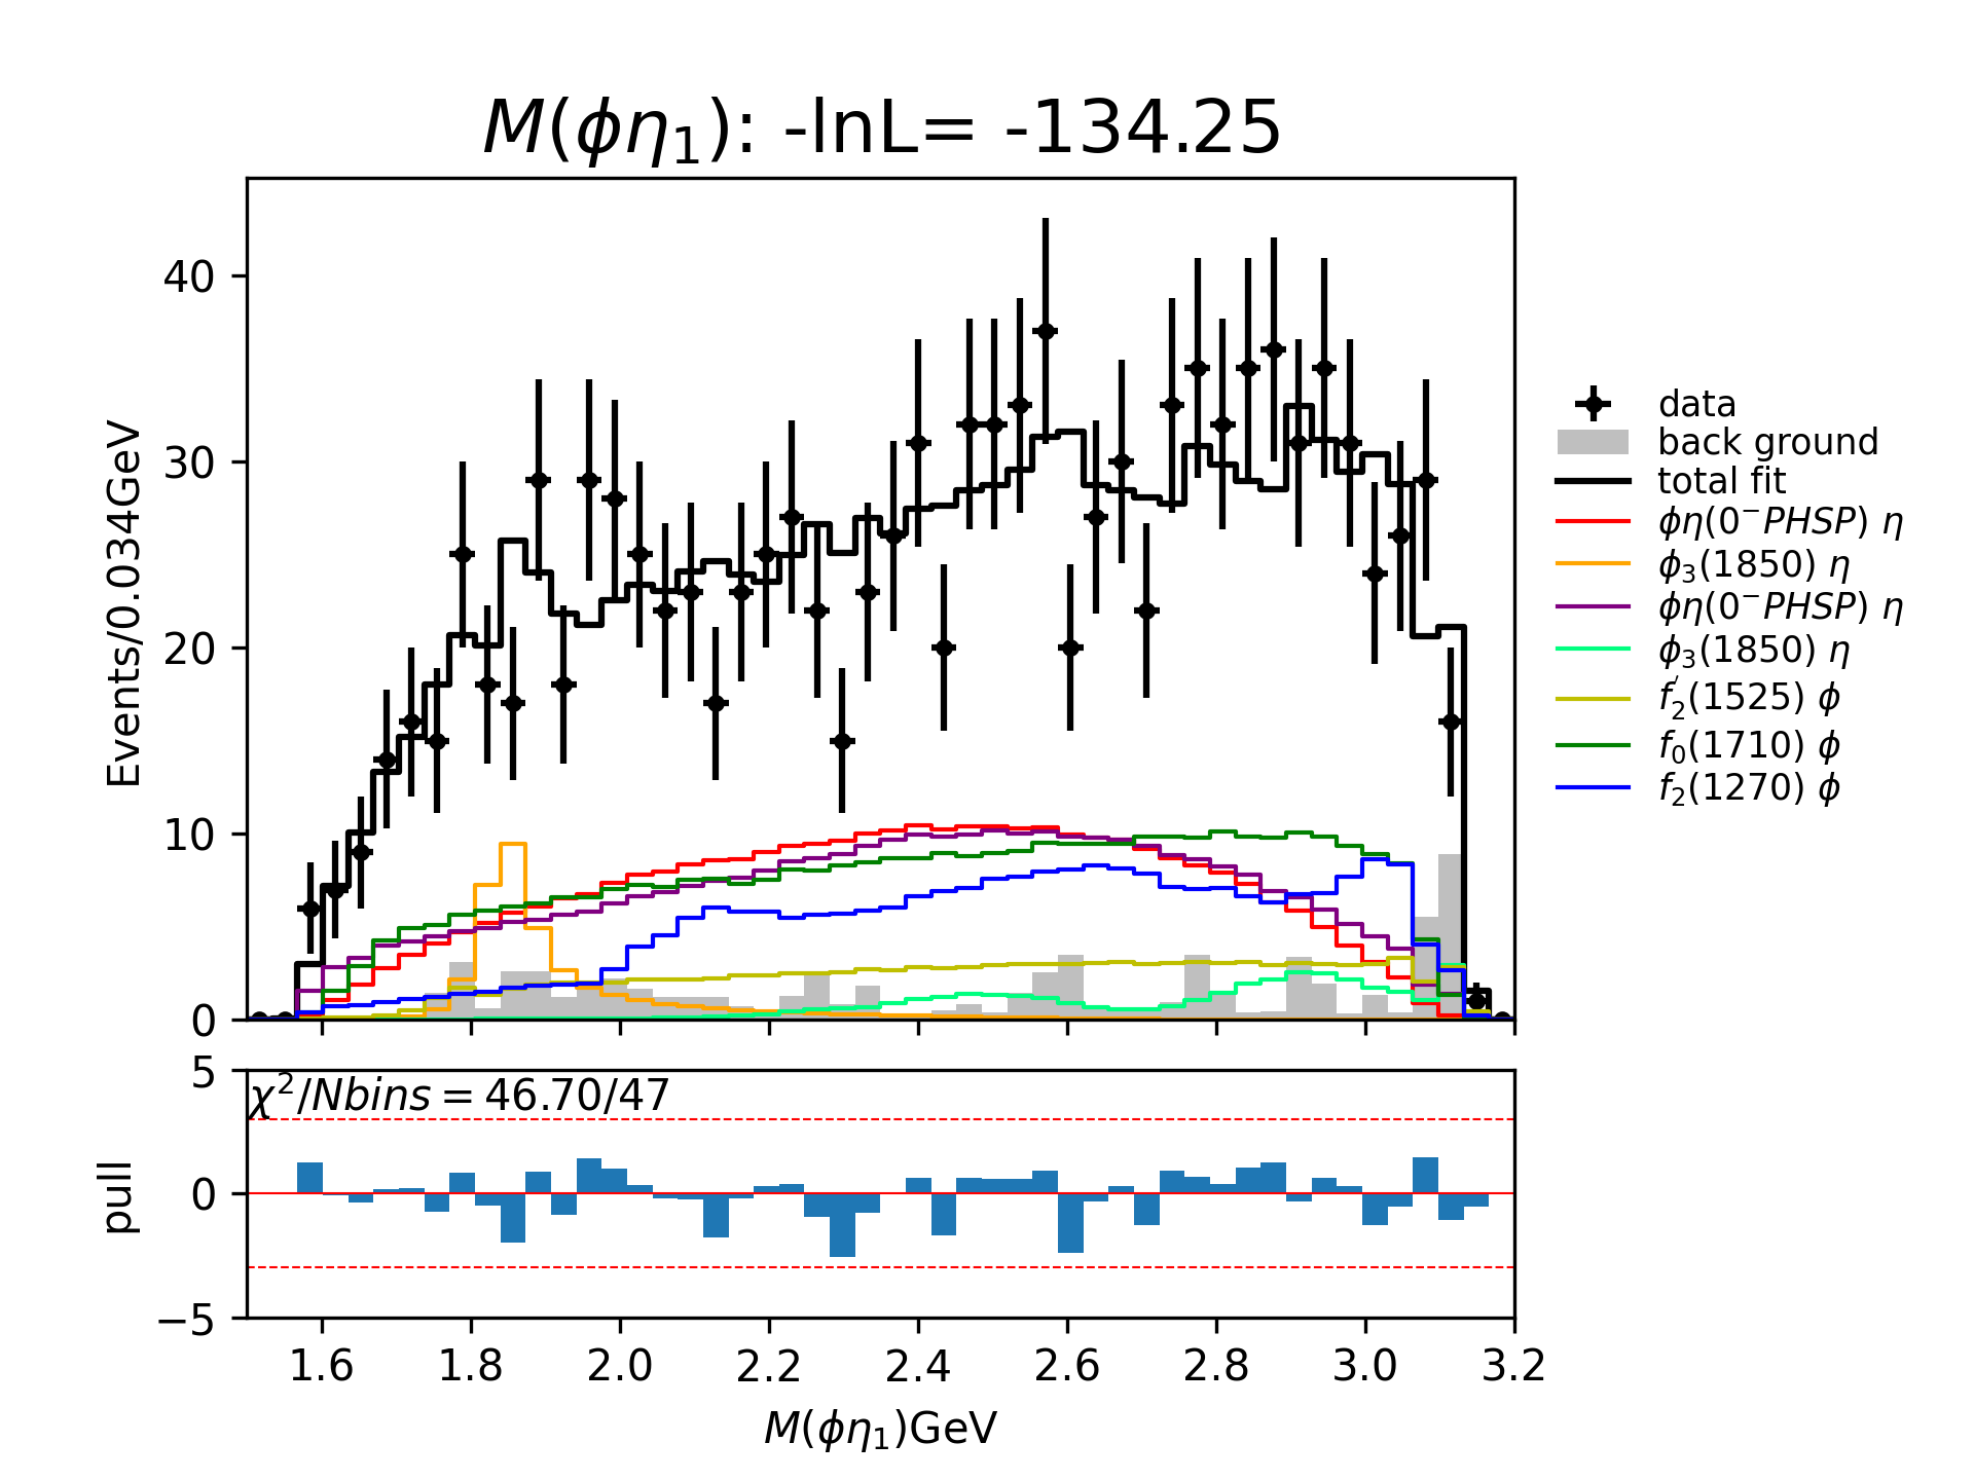 M(ϕη₁): -lnL= -134.25
Events/0.034GeV
40
30
20
10
0
data
back ground
total fit
ϕη(0⁻PHSP) η
ϕ₃(1850) η
ϕη(0⁻PHSP) η
ϕ₃(1850) η
f₂′(1525) ϕ
f₀(1710) ϕ
f₂(1270) ϕ
χ²/Nbins = 46.70/47
pull
5
0
−5
1.6 1.8 2.0 2.2 2.4 2.6 2.8 3.0 3.2
M(ϕη₁)GeV